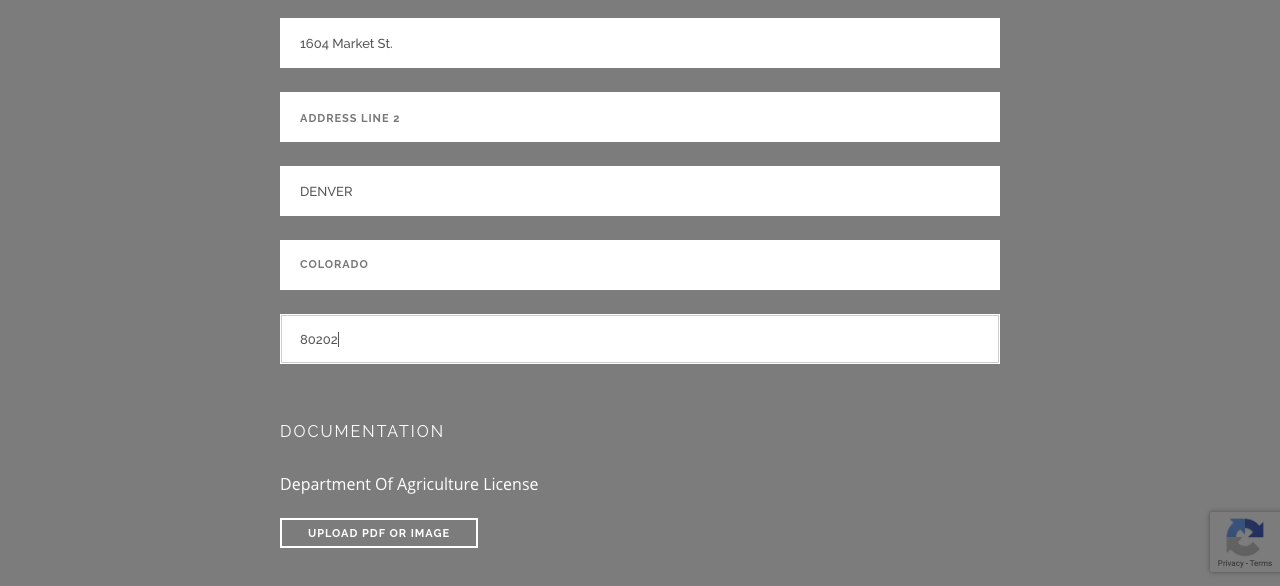 1604 Market St.
ADDRESS LINE 2
DENVER
COLORADO
80202
DOCUMENTATION
Department Of Agriculture License
UPLOAD PDF OR IMAGE
Privacy - Terms